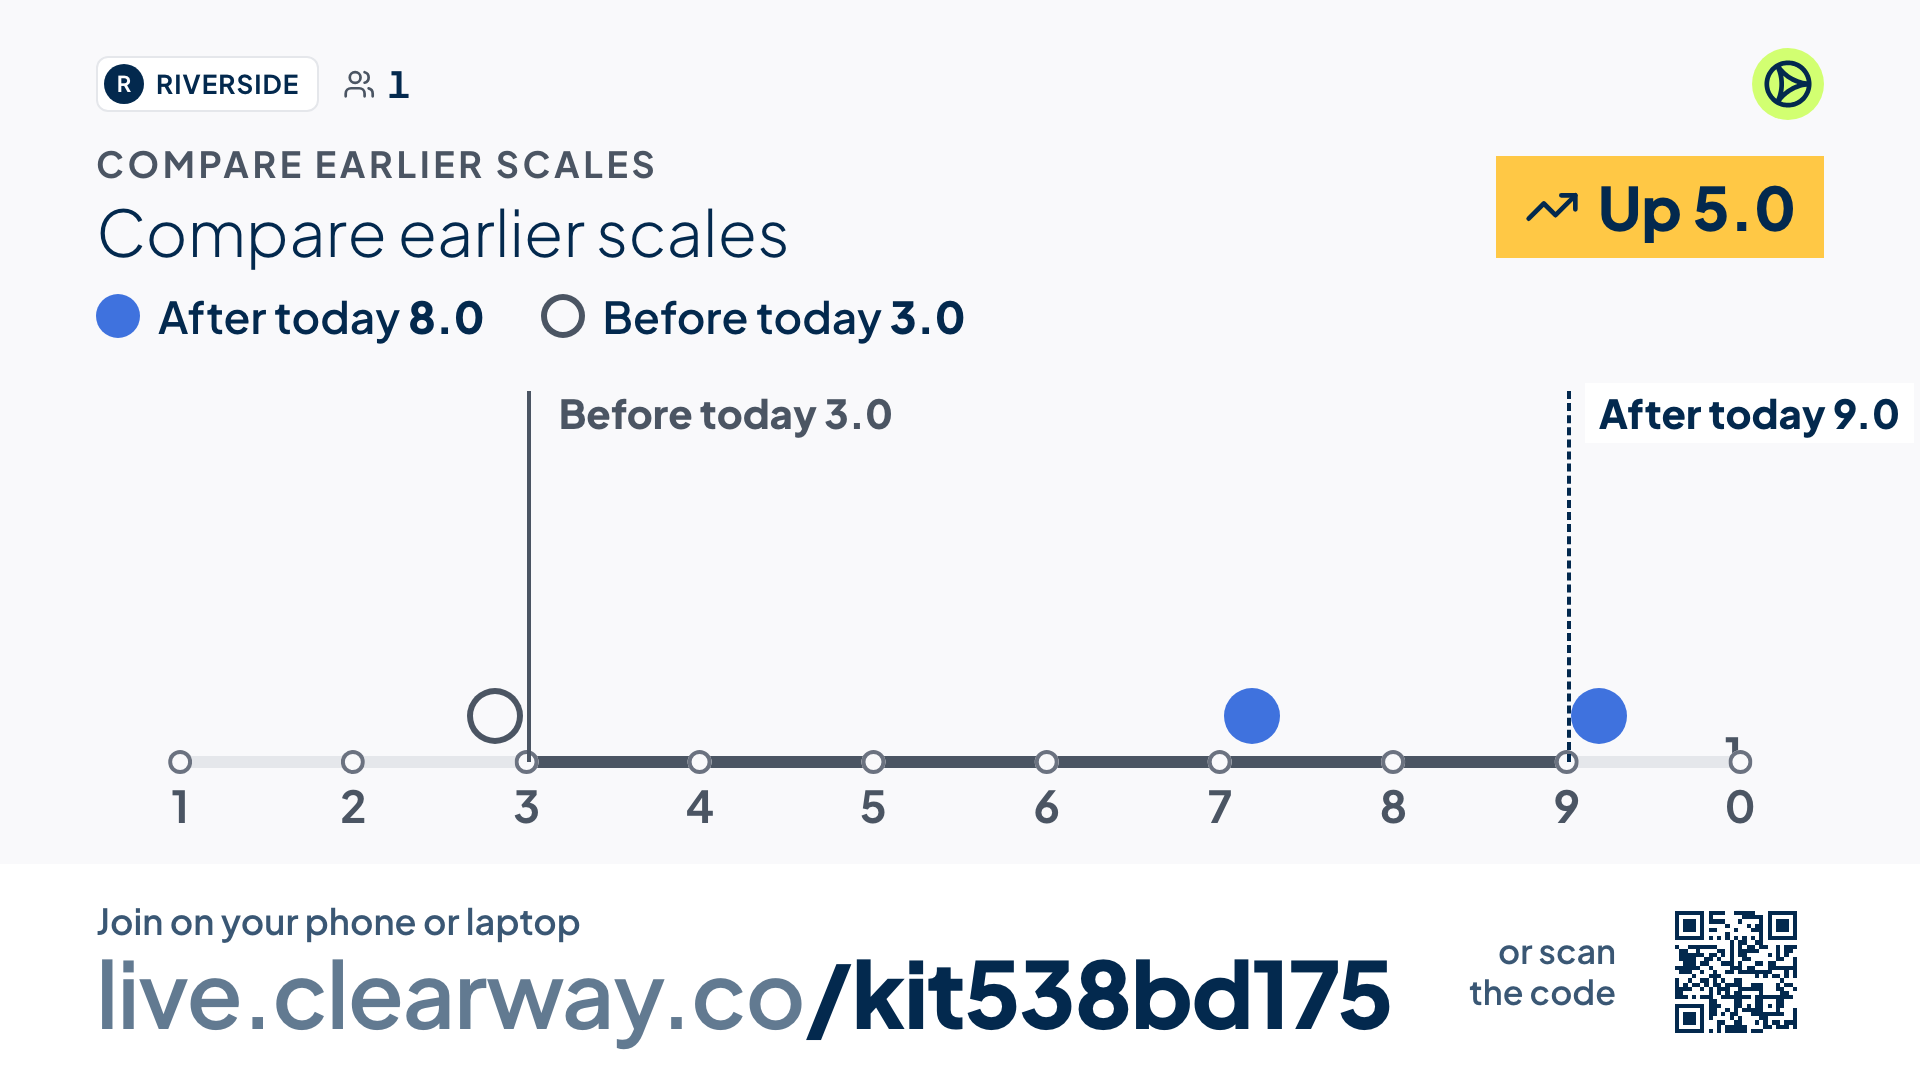 R RIVERSIDE 1
COMPARE EARLIER SCALES
Compare earlier scales
Up 5.0
After today 8.0 Before today 3.0
Before today 3.0
After today 9.0
1 2 3 4 5 6 7 8 9 1
0
Join on your phone or laptop
live.clearway.co/kit538bd175
or scan
the code